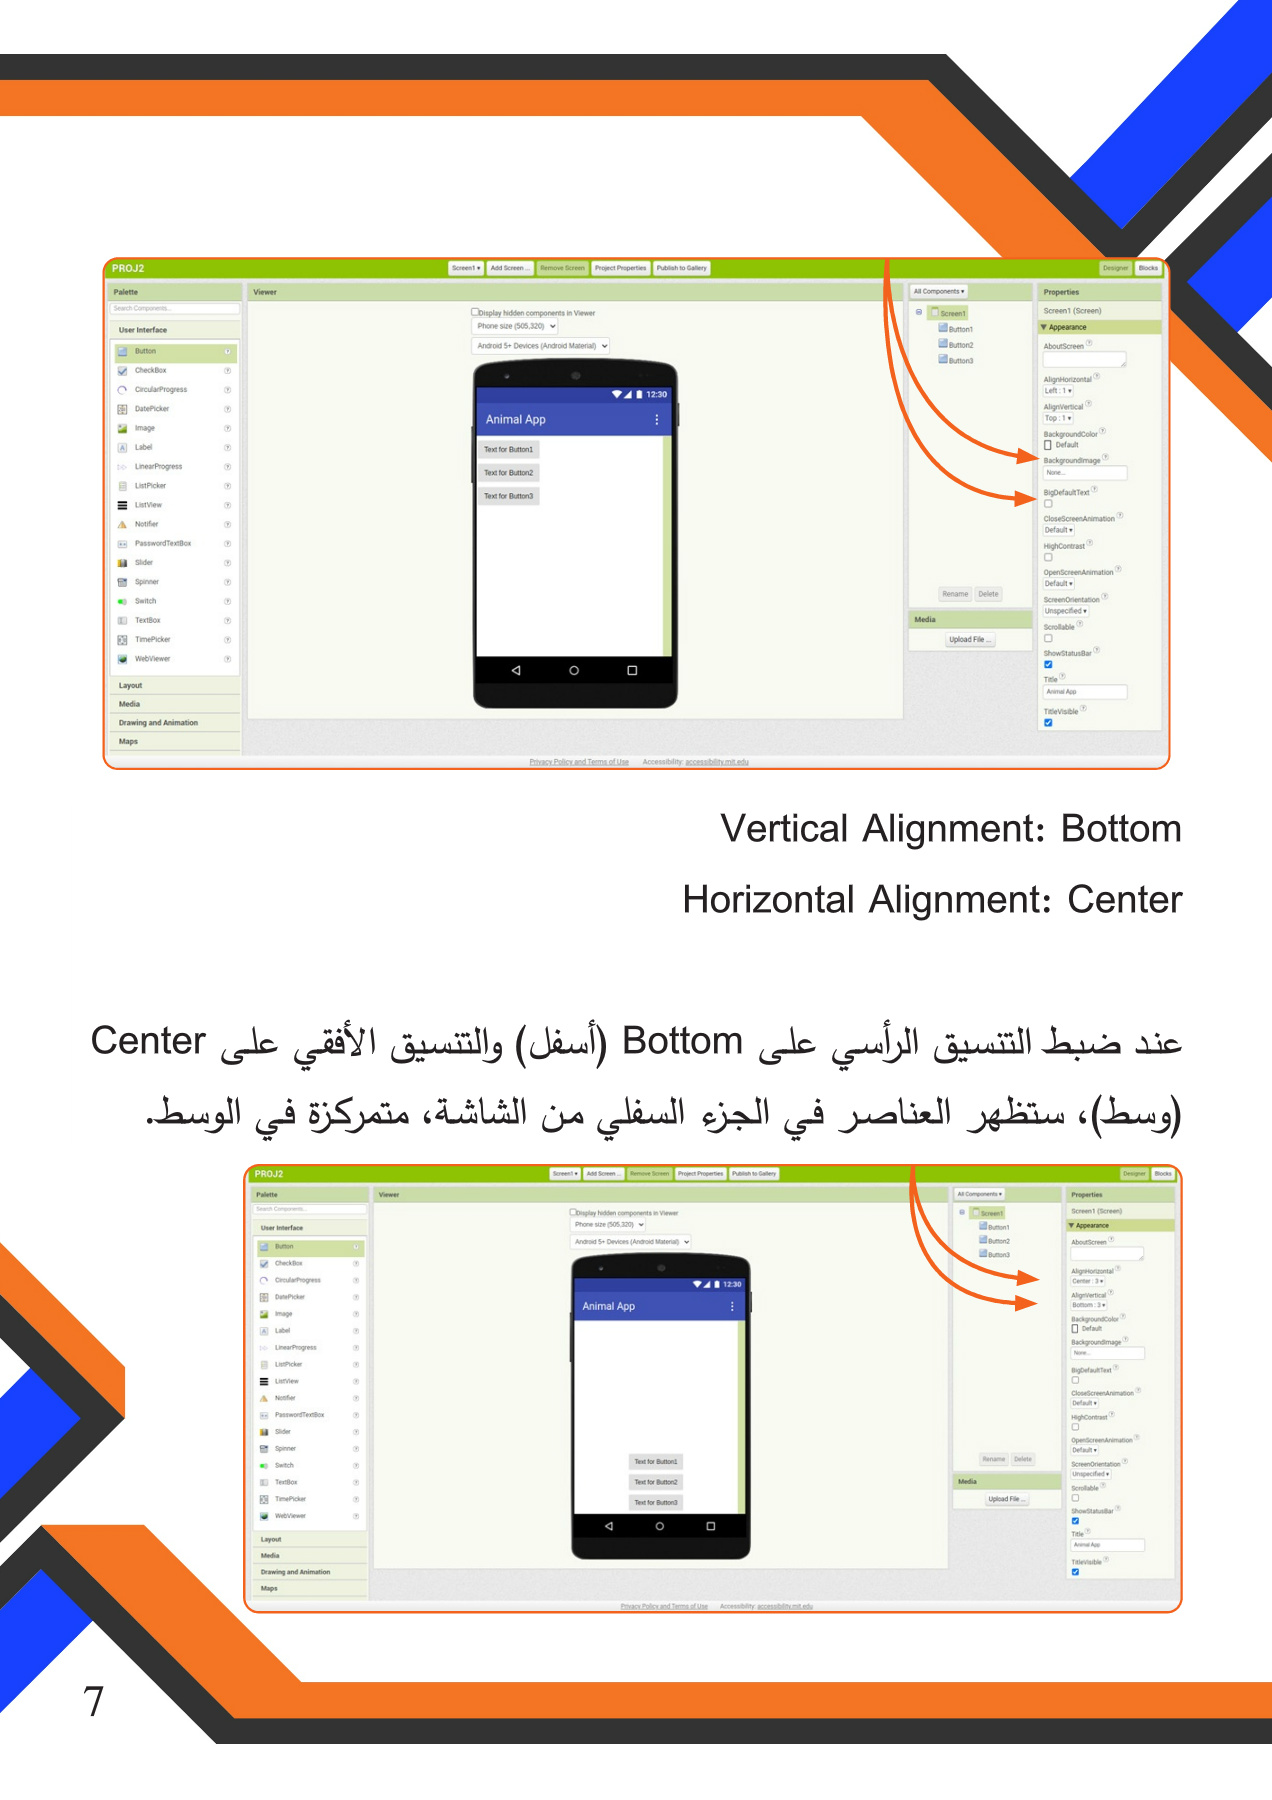 PROJ2
Screen1 ▾ Add Screen ... Remove Screen Project Properties Publish to Gallery
Designer Blocks
Palette
Search Components...
User Interface
Button
CheckBox
CircularProgress
DatePicker
Image
Label
LinearProgress
ListPicker
ListView
Notifier
PasswordTextBox
Slider
Spinner
Switch
TextBox
TimePicker
WebViewer
Layout
Media
Drawing and Animation
Maps
Viewer
Display hidden components in Viewer
Phone size (505,320)
Android 5+ Devices (Android Material)
12:30
Animal App
Text for Button1
Text for Button2
Text for Button3
All Components ▾
Screen1
Button1
Button2
Button3
Rename Delete
Media
Upload File ...
Properties
Screen1 (Screen)
▼ Appearance
AboutScreen
AlignHorizontal
Left : 1 ▾
AlignVertical
Top : 1 ▾
BackgroundColor
Default
BackgroundImage
None...
BigDefaultText
CloseScreenAnimation
Default ▾
HighContrast
OpenScreenAnimation
Default ▾
ScreenOrientation
Unspecified ▾
Scrollable
ShowStatusBar
Title
Animal App
TitleVisible
Privacy Policy and Terms of Use Accessibility: accessibility.mit.edu
Vertical Alignment: Bottom
Horizontal Alignment: Center
عند ضبط التنسيق الرأسي على Bottom (أسفل) والتنسيق الأفقي على Center
(وسط)، ستظهر العناصر في الجزء السفلي من الشاشة، متمركزة في الوسط.
PROJ2
Screen1 ▾ Add Screen ... Remove Screen Project Properties Publish to Gallery
Designer Blocks
Palette
Search Components...
User Interface
Button
CheckBox
CircularProgress
DatePicker
Image
Label
LinearProgress
ListPicker
ListView
Notifier
PasswordTextBox
Slider
Spinner
Switch
TextBox
TimePicker
WebViewer
Layout
Media
Drawing and Animation
Maps
Viewer
Display hidden components in Viewer
Phone size (505,320)
Android 5+ Devices (Android Material)
12:30
Animal App
Text for Button1
Text for Button2
Text for Button3
All Components ▾
Screen1
Button1
Button2
Button3
Rename Delete
Media
Upload File ...
Properties
Screen1 (Screen)
▼ Appearance
AboutScreen
AlignHorizontal
Center : 3 ▾
AlignVertical
Bottom : 3 ▾
BackgroundColor
Default
BackgroundImage
None...
BigDefaultText
CloseScreenAnimation
Default ▾
HighContrast
OpenScreenAnimation
Default ▾
ScreenOrientation
Unspecified ▾
Scrollable
ShowStatusBar
Title
Animal App
TitleVisible
Privacy Policy and Terms of Use Accessibility: accessibility.mit.edu
7